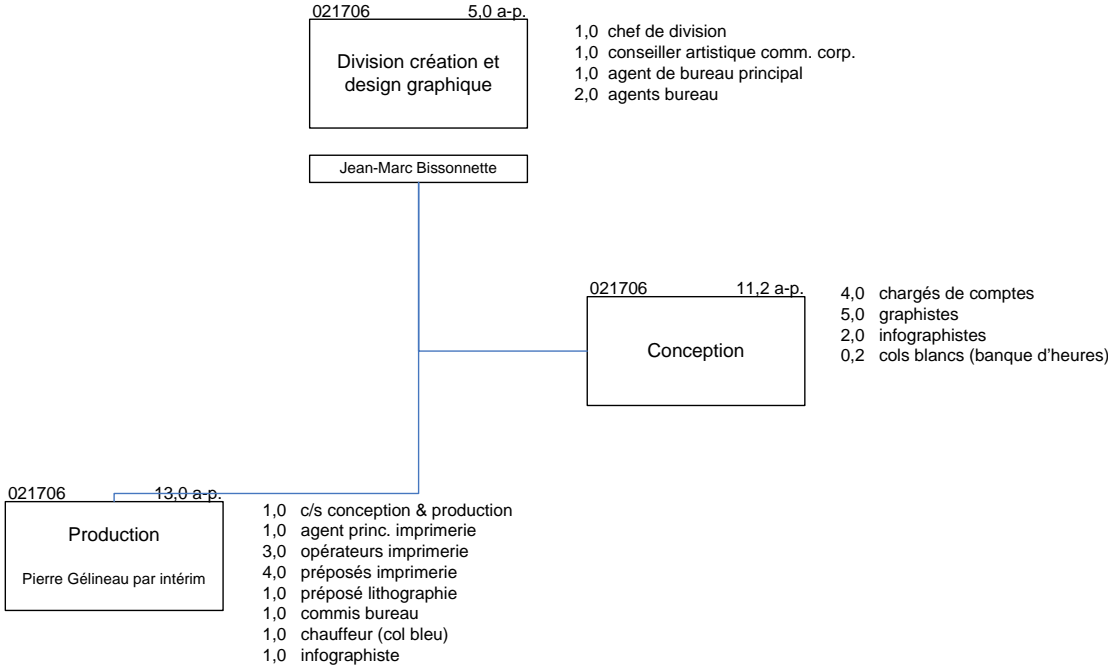 021706 5,0 a-p.
Division création et
design graphique
1,0 chef de division
1,0 conseiller artistique comm. corp.
1,0 agent de bureau principal
2,0 agents bureau
Jean-Marc Bissonnette
021706 11,2 a-p.
Conception
4,0 chargés de comptes
5,0 graphistes
2,0 infographistes
0,2 cols blancs (banque d'heures)
021706 13,0 a-p.
Production
Pierre Gélineau par intérim
1,0 c/s conception & production
1,0 agent princ. imprimerie
3,0 opérateurs imprimerie
4,0 préposés imprimerie
1,0 préposé lithographie
1,0 commis bureau
1,0 chauffeur (col bleu)
1,0 infographiste